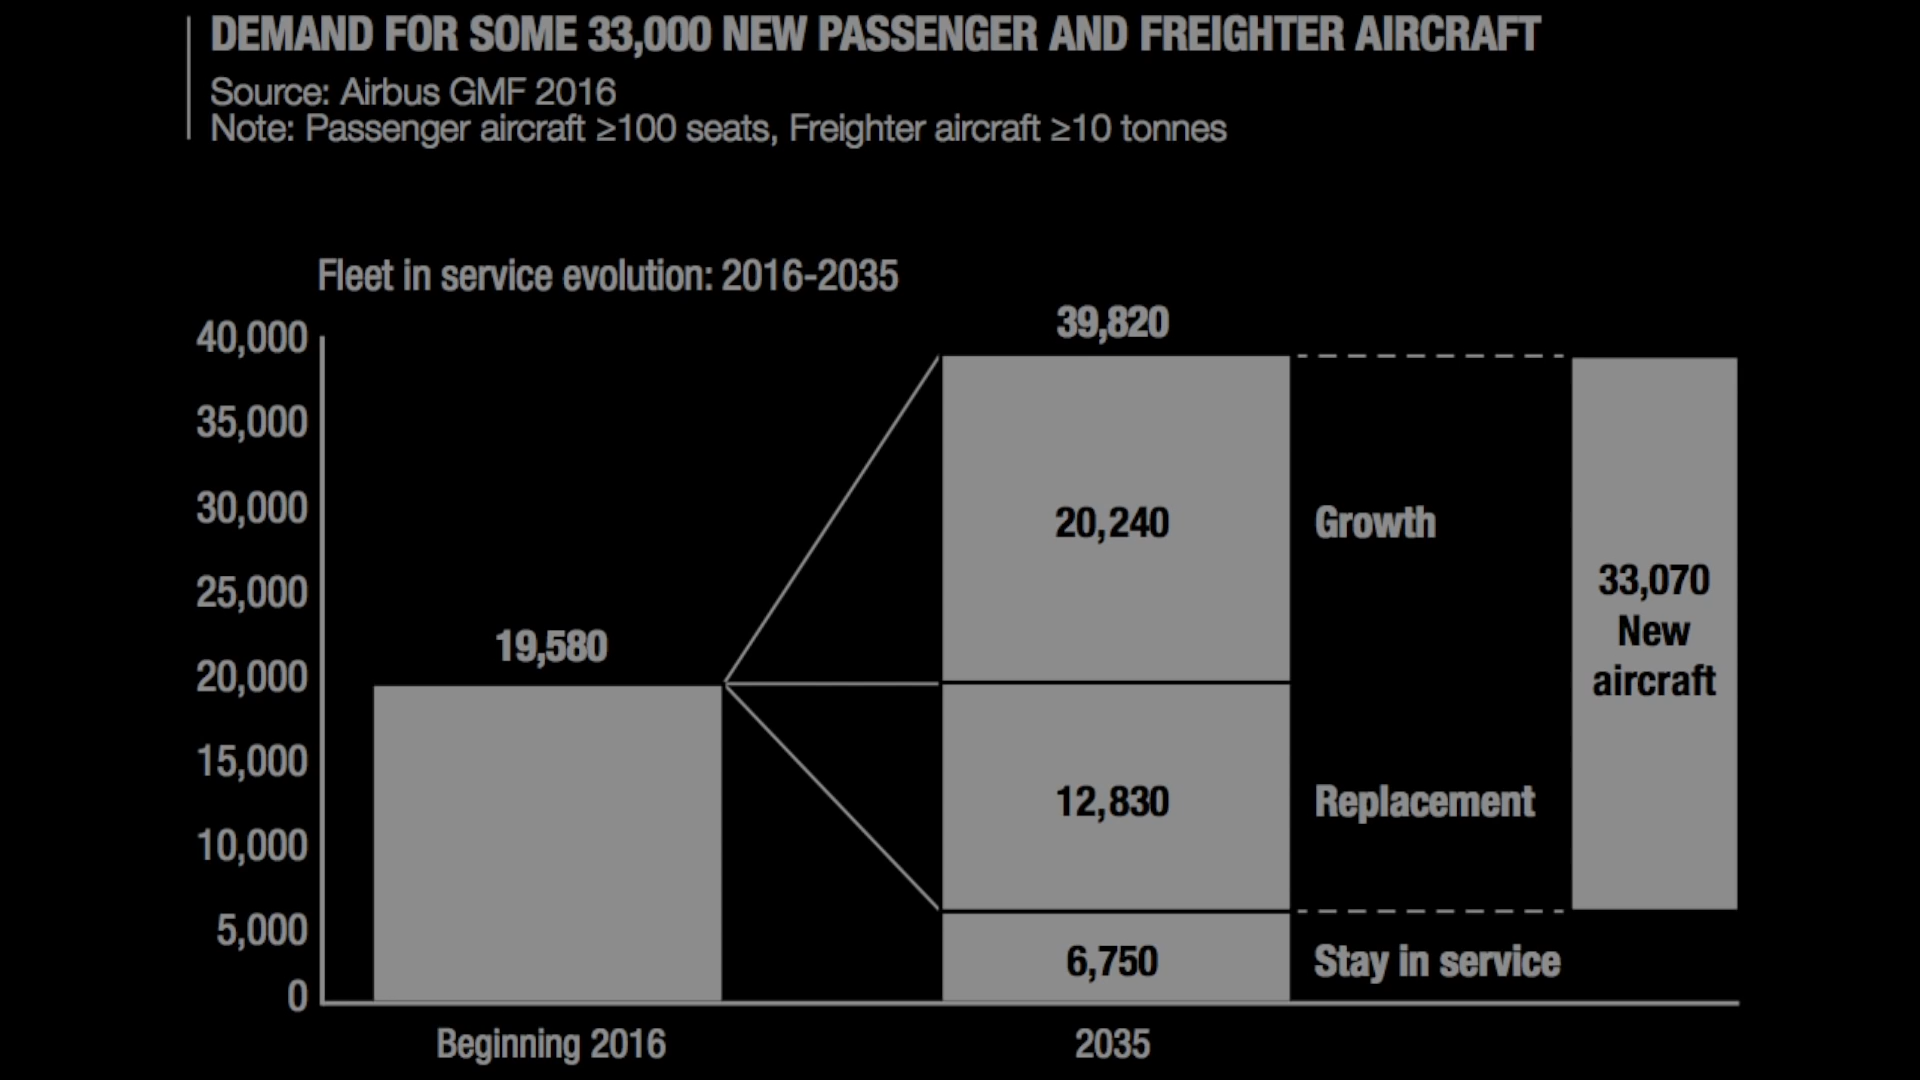 DEMAND FOR SOME 33,000 NEW PASSENGER AND FREIGHTER AIRCRAFT
Source: Airbus GMF 2016
Note: Passenger aircraft ≥100 seats, Freighter aircraft ≥10 tonnes
Fleet in service evolution: 2016-2035
40,000
35,000
30,000
25,000
20,000
15,000
10,000
5,000
0
19,580
39,820
20,240
12,830
6,750
Growth
Replacement
Stay in service
33,070
New
aircraft
Beginning 2016
2035